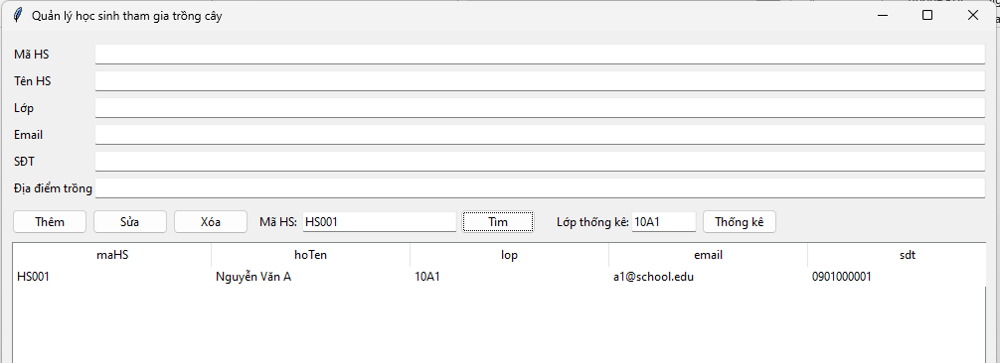 Quản lý học sinh tham gia trồng cây
Mã HS
Tên HS
Lớp
Email
SĐT
Địa điểm trồng
Thêm Sửa Xóa Mã HS: HS001 Tìm Lớp thống kê: 10A1 Thống kê
maHS hoTen lop email sdt
HS001 Nguyễn Văn A 10A1 a1@school.edu 0901000001